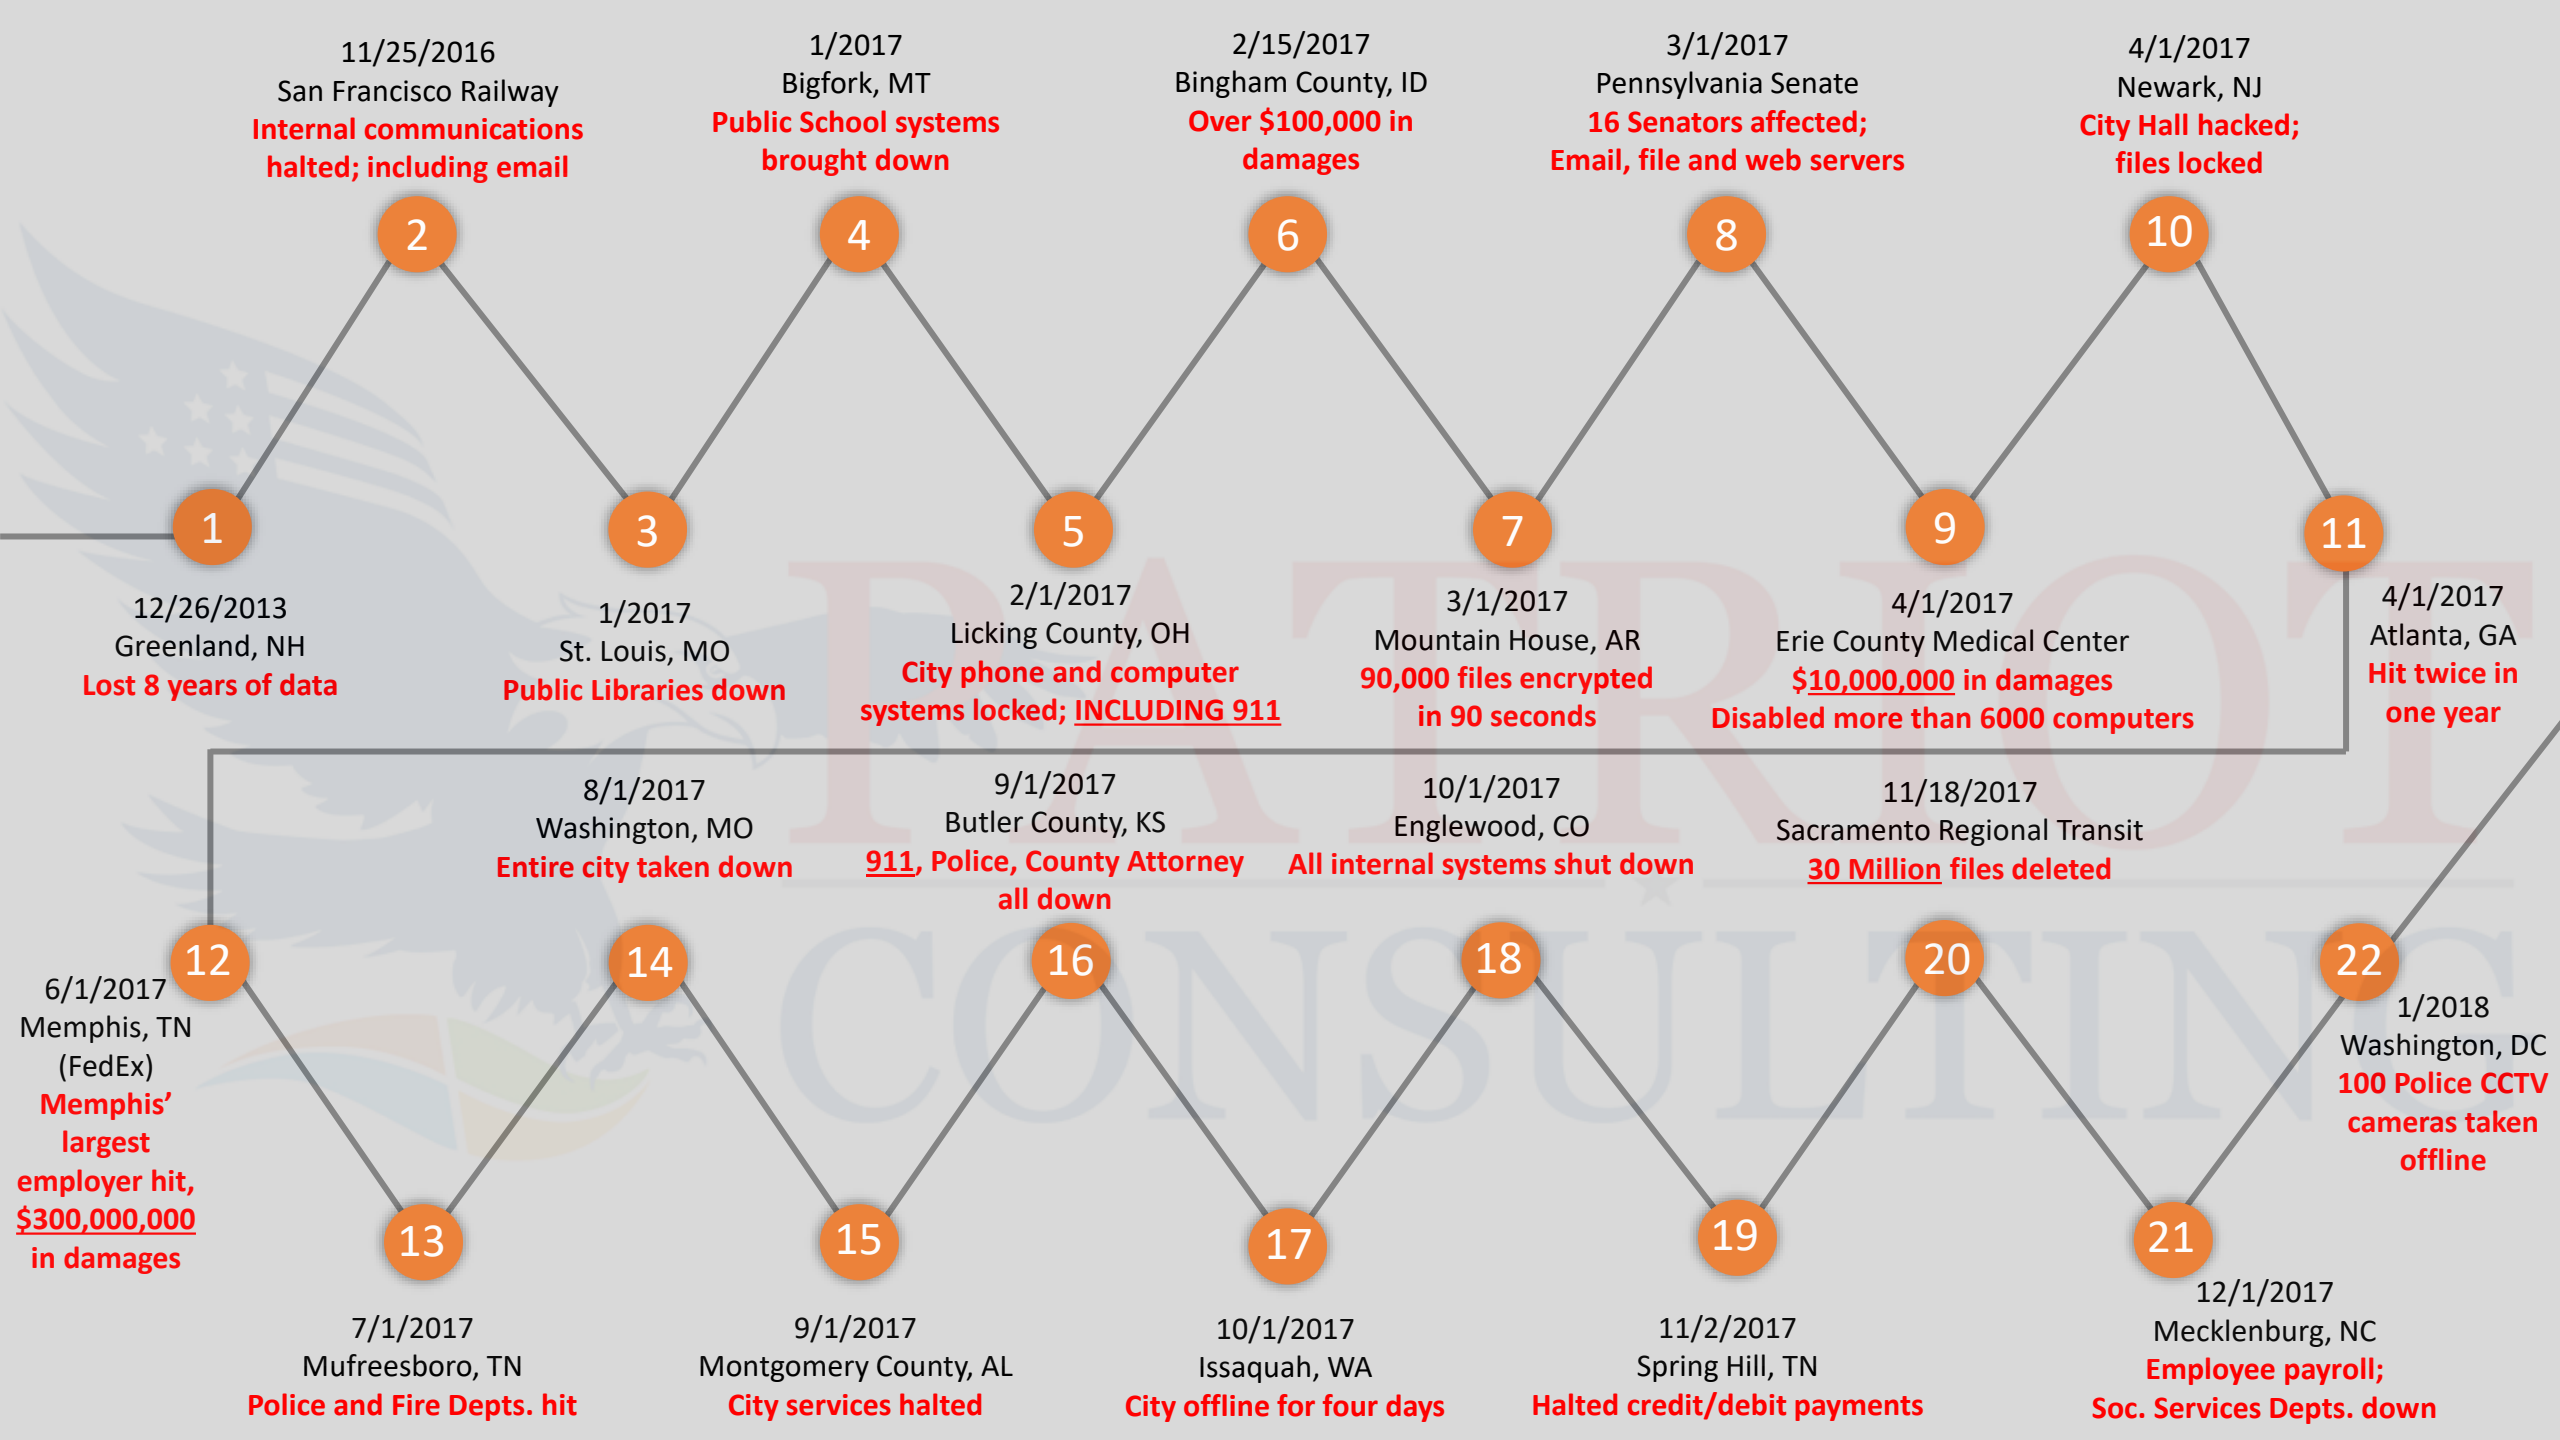 11/25/2016
San Francisco Railway
Internal communications
halted; including email
1/2017
Bigfork, MT
Public School systems
brought down
2/15/2017
Bingham County, ID
Over $100,000 in
damages
3/1/2017
Pennsylvania Senate
16 Senators affected;
Email, file and web servers
4/1/2017
Newark, NJ
City Hall hacked;
files locked
2
4
6
8
10
1
3
5
7
9
11
12/26/2013
Greenland, NH
Lost 8 years of data
1/2017
St. Louis, MO
Public Libraries down
2/1/2017
Licking County, OH
City phone and computer
systems locked; INCLUDING 911
3/1/2017
Mountain House, AR
90,000 files encrypted
in 90 seconds
4/1/2017
Erie County Medical Center
$10,000,000 in damages
Disabled more than 6000 computers
4/1/2017
Atlanta, GA
Hit twice in
one year
PATRIOT
CONSULTING
8/1/2017
Washington, MO
Entire city taken down
9/1/2017
Butler County, KS
911, Police, County Attorney
all down
10/1/2017
Englewood, CO
All internal systems shut down
11/18/2017
Sacramento Regional Transit
30 Million files deleted
12
14
16
18
20
22
6/1/2017
Memphis, TN
(FedEx)
Memphis’
largest
employer hit,
$300,000,000
in damages
1/2018
Washington, DC
100 Police CCTV
cameras taken
offline
13
15
17
19
21
7/1/2017
Mufreesboro, TN
Police and Fire Depts. hit
9/1/2017
Montgomery County, AL
City services halted
10/1/2017
Issaquah, WA
City offline for four days
11/2/2017
Spring Hill, TN
Halted credit/debit payments
12/1/2017
Mecklenburg, NC
Employee payroll;
Soc. Services Depts. down